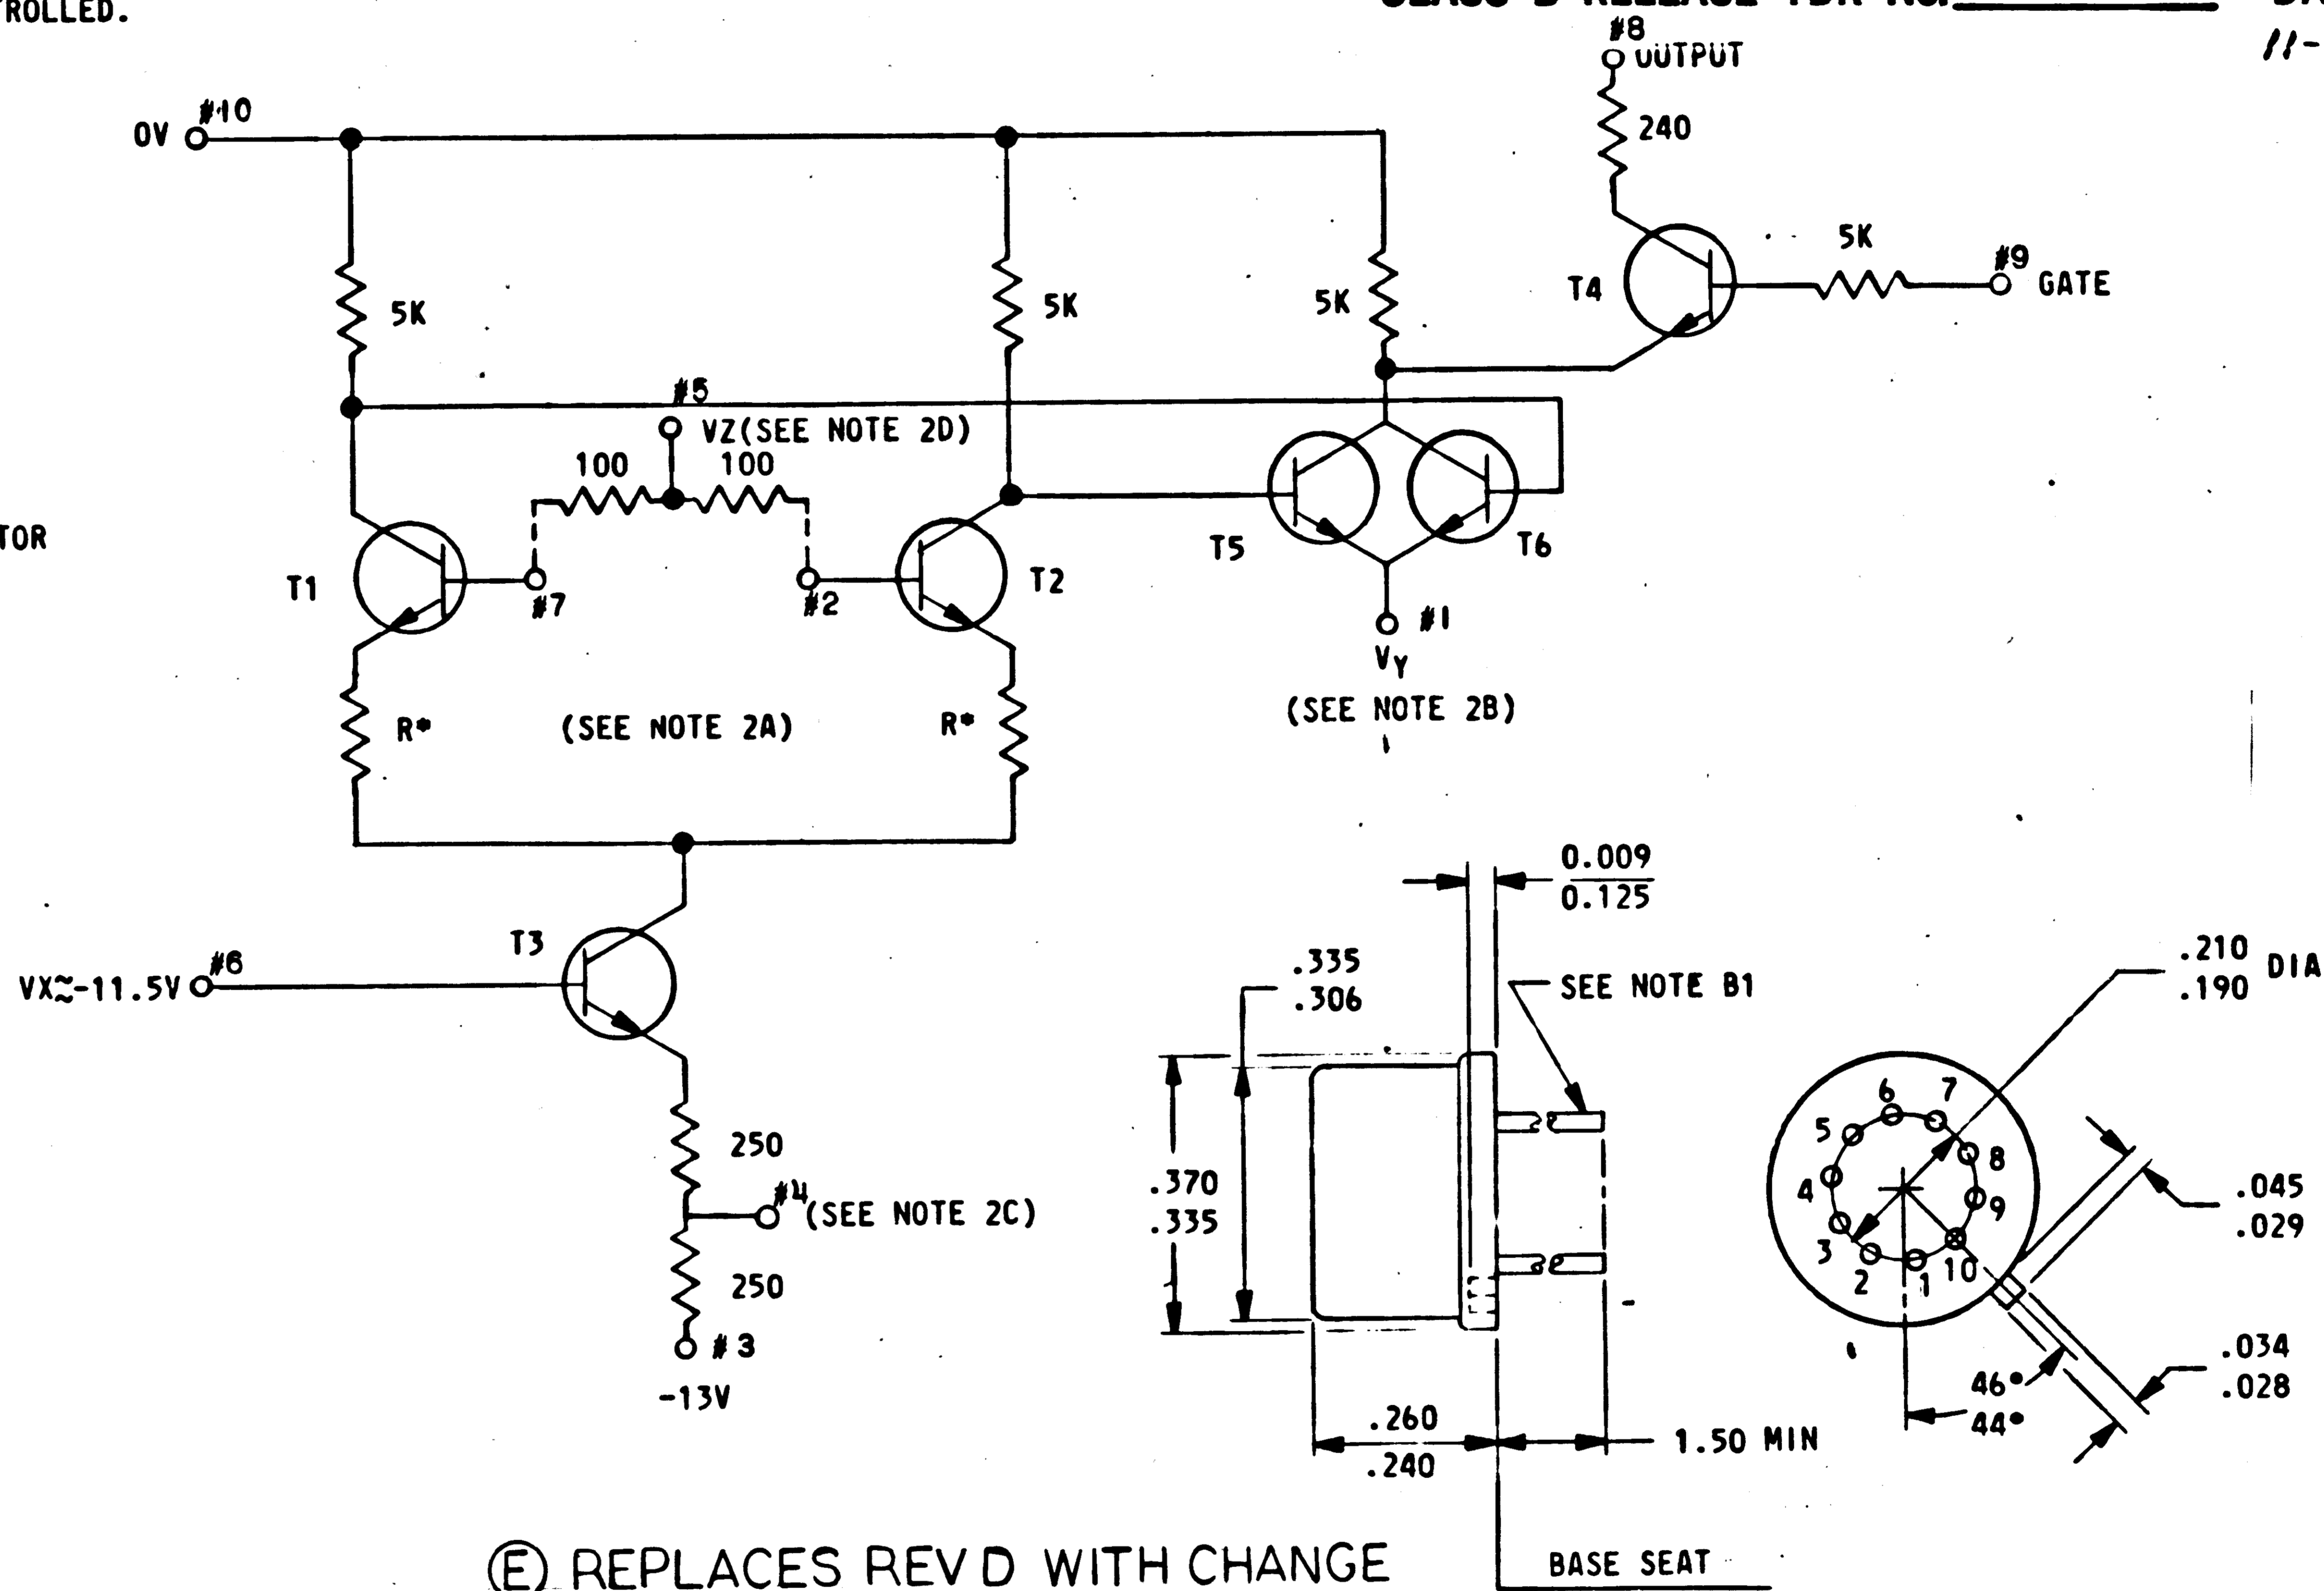 TROLLED.
#8
OUTPUT
11-
#10
0V
240
5K
#9
GATE
T4
5K
5K
5K
#5
VZ(SEE NOTE 2D)
100
100
TOR
T1
#7
#2
T2
T5
T6
#1
VY
(SEE NOTE 2B)
R*
(SEE NOTE 2A)
R*
0.009
0.125
T3
#6
VX≈-11.5V
.335
.306
SEE NOTE B1
.210
.190
DIA
250
#4
(SEE NOTE 2C)
250
#3
-13V
.370
.335
6
7
5
8
4
9
3
2
1
10
.045
.029
.034
.028
46°
44°
.260
.240
1.50 MIN
(E) REPLACES REV D WITH CHANGE
BASE SEAT